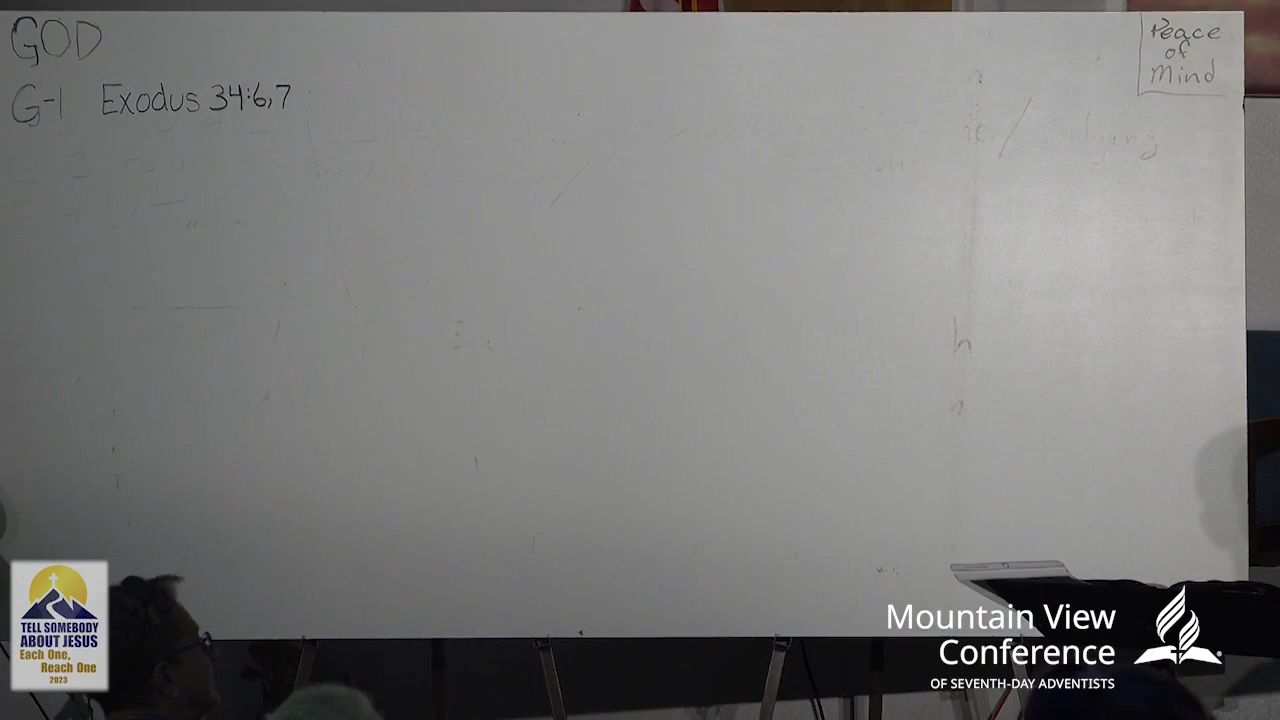 GOD
G-1 Exodus 34:6,7
Peace
of
Mind
TELL SOMEBODY
ABOUT JESUS
Each One,
Reach One
2023
Mountain View
Conference
OF SEVENTH-DAY ADVENTISTS